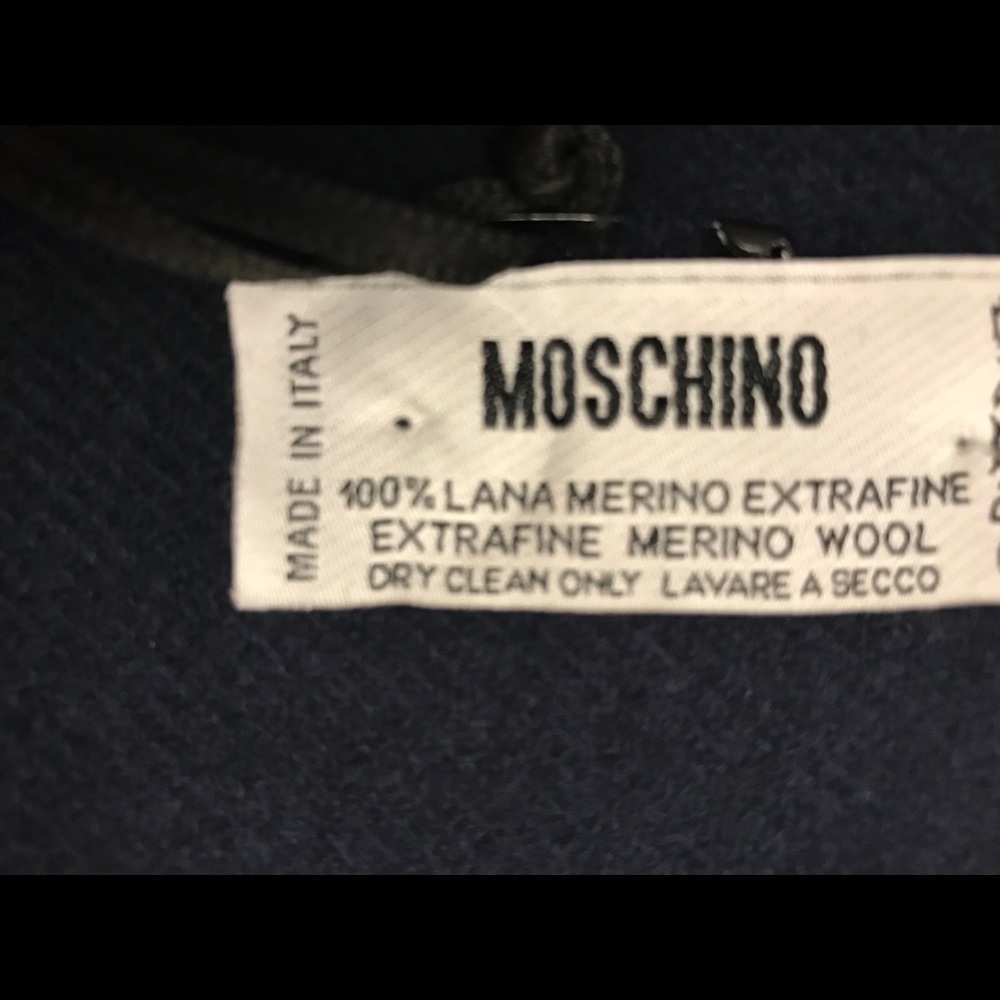 MADE IN ITALY
MOSCHINO
100% LANA MERINO EXTRAFINE
EXTRAFINE MERINO WOOL
DRY CLEAN ONLY LAVARE A SECCO